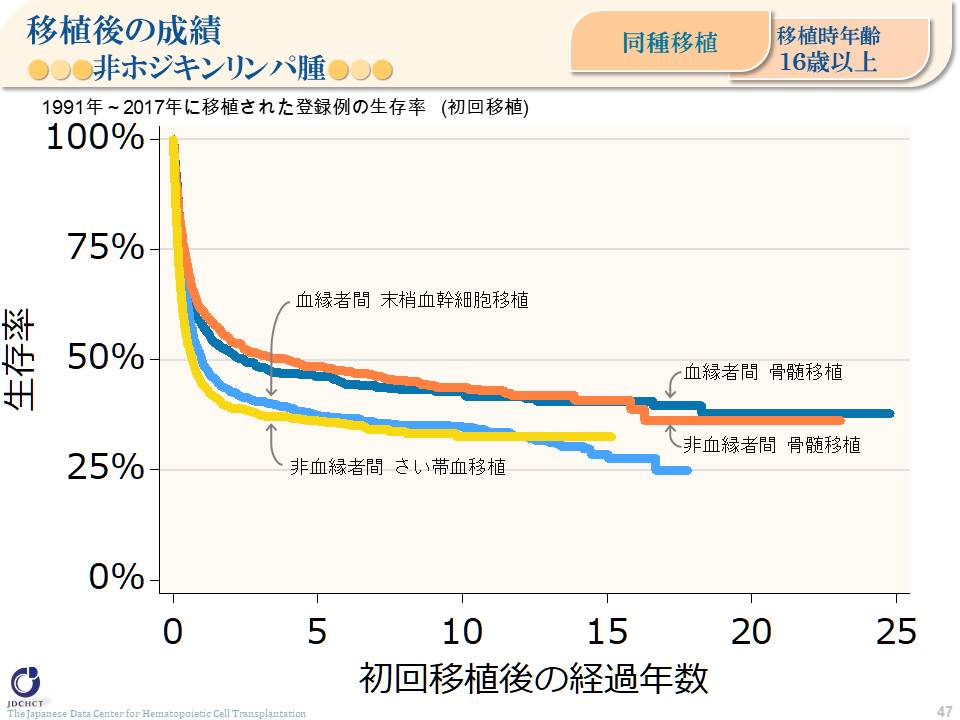 移植後の成績
非ホジキンリンパ腫
同種移植
移植時年齢
16歳以上
1991年～2017年に移植された登録例の生存率 (初回移植)
100%
75%
50%
25%
0%
生存率
血縁者間 末梢血幹細胞移植
血縁者間 骨髄移植
非血縁者間 骨髄移植
非血縁者間 さい帯血移植
0 5 10 15 20 25
初回移植後の経過年数
JDCHCT
The Japanese Data Center for Hematopoietic Cell Transplantation
47